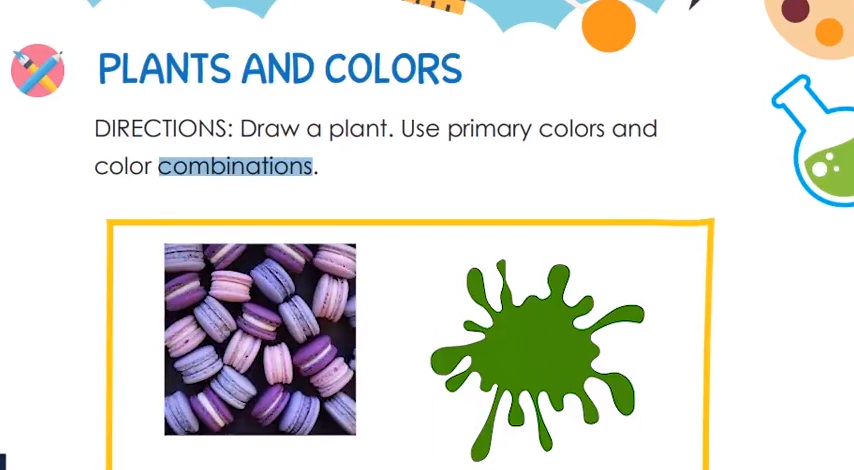 PLANTS AND COLORS
DIRECTIONS: Draw a plant. Use primary colors and
color combinations.